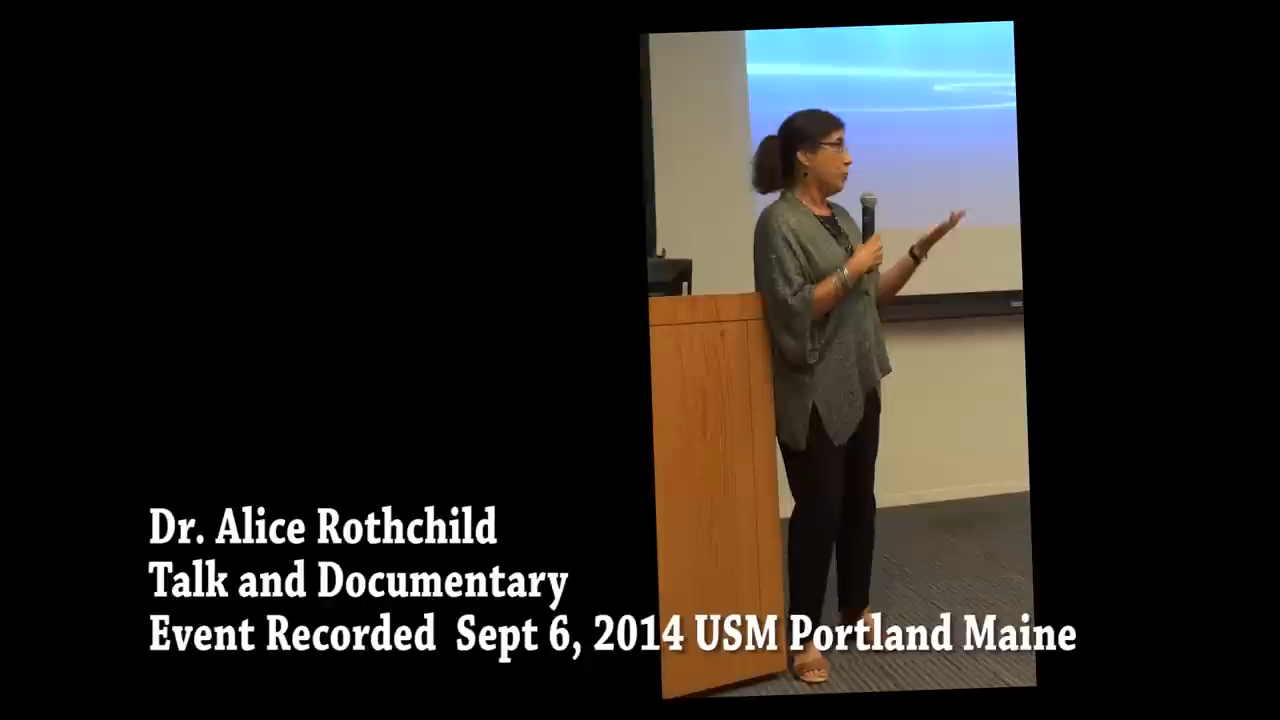 Dr. Alice Rothchild
Talk and Documentary
Event Recorded  Sept 6, 2014 USM Portland Maine